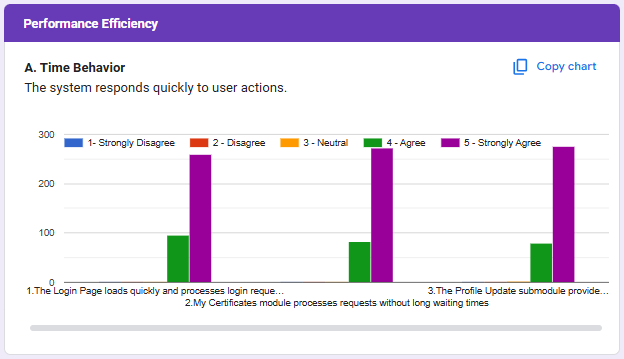 Performance Efficiency
A. Time Behavior
Copy chart
The system responds quickly to user actions.
300
1- Strongly Disagree
2 - Disagree
3 - Neutral
4 - Agree
5 - Strongly Agree
200
100
0
1.The Login Page loads quickly and processes login reque…
3.The Profile Update submodule provide…
2.My Certificates module processes requests without long waiting times